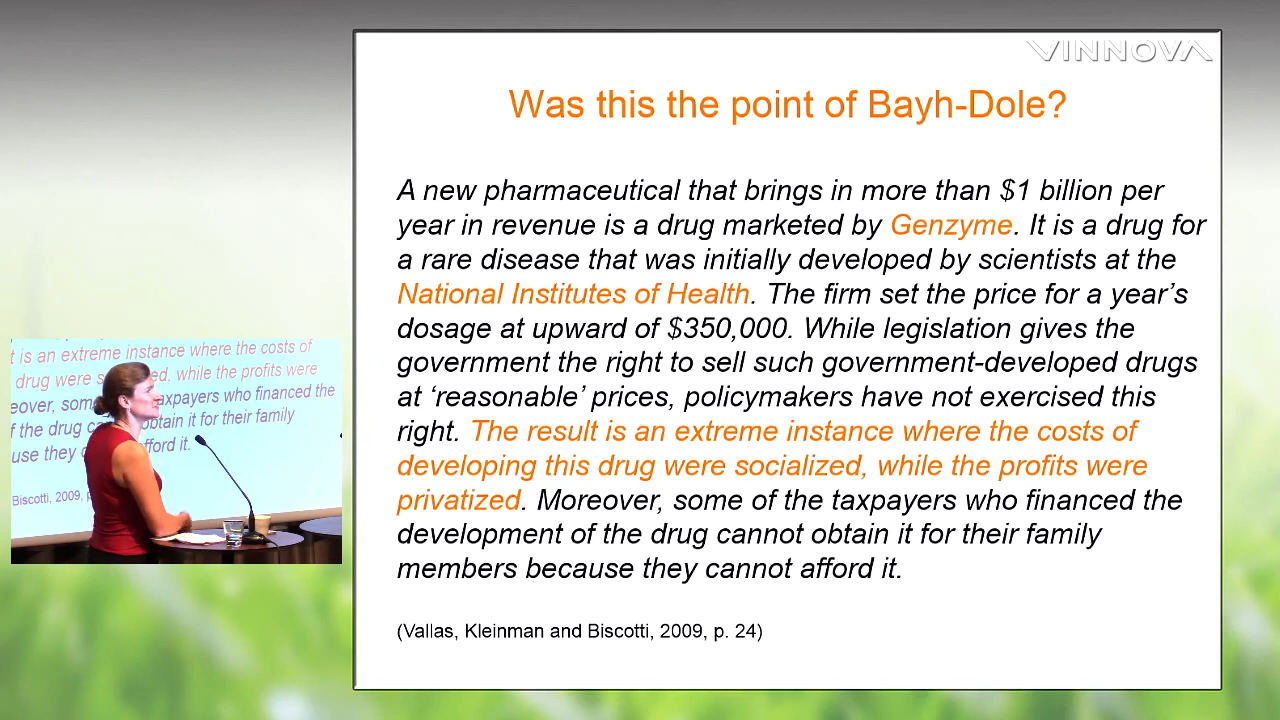 VINNOVA
Was this the point of Bayh-Dole?
A new pharmaceutical that brings in more than $1 billion per
year in revenue is a drug marketed by Genzyme. It is a drug for
a rare disease that was initially developed by scientists at the
National Institutes of Health. The firm set the price for a year’s
dosage at upward of $350,000. While legislation gives the
government the right to sell such government-developed drugs
at ‘reasonable’ prices, policymakers have not exercised this
right. The result is an extreme instance where the costs of
developing this drug were socialized, while the profits were
privatized. Moreover, some of the taxpayers who financed the
development of the drug cannot obtain it for their family
members because they cannot afford it.
(Vallas, Kleinman and Biscotti, 2009, p. 24)
t is an extreme instance where the costs of
drug were s ed, while the profits were
eover, som axpayers who financed the
f the drug ca obtain it for their family
use they fford it.
Biscotti, 2009, p